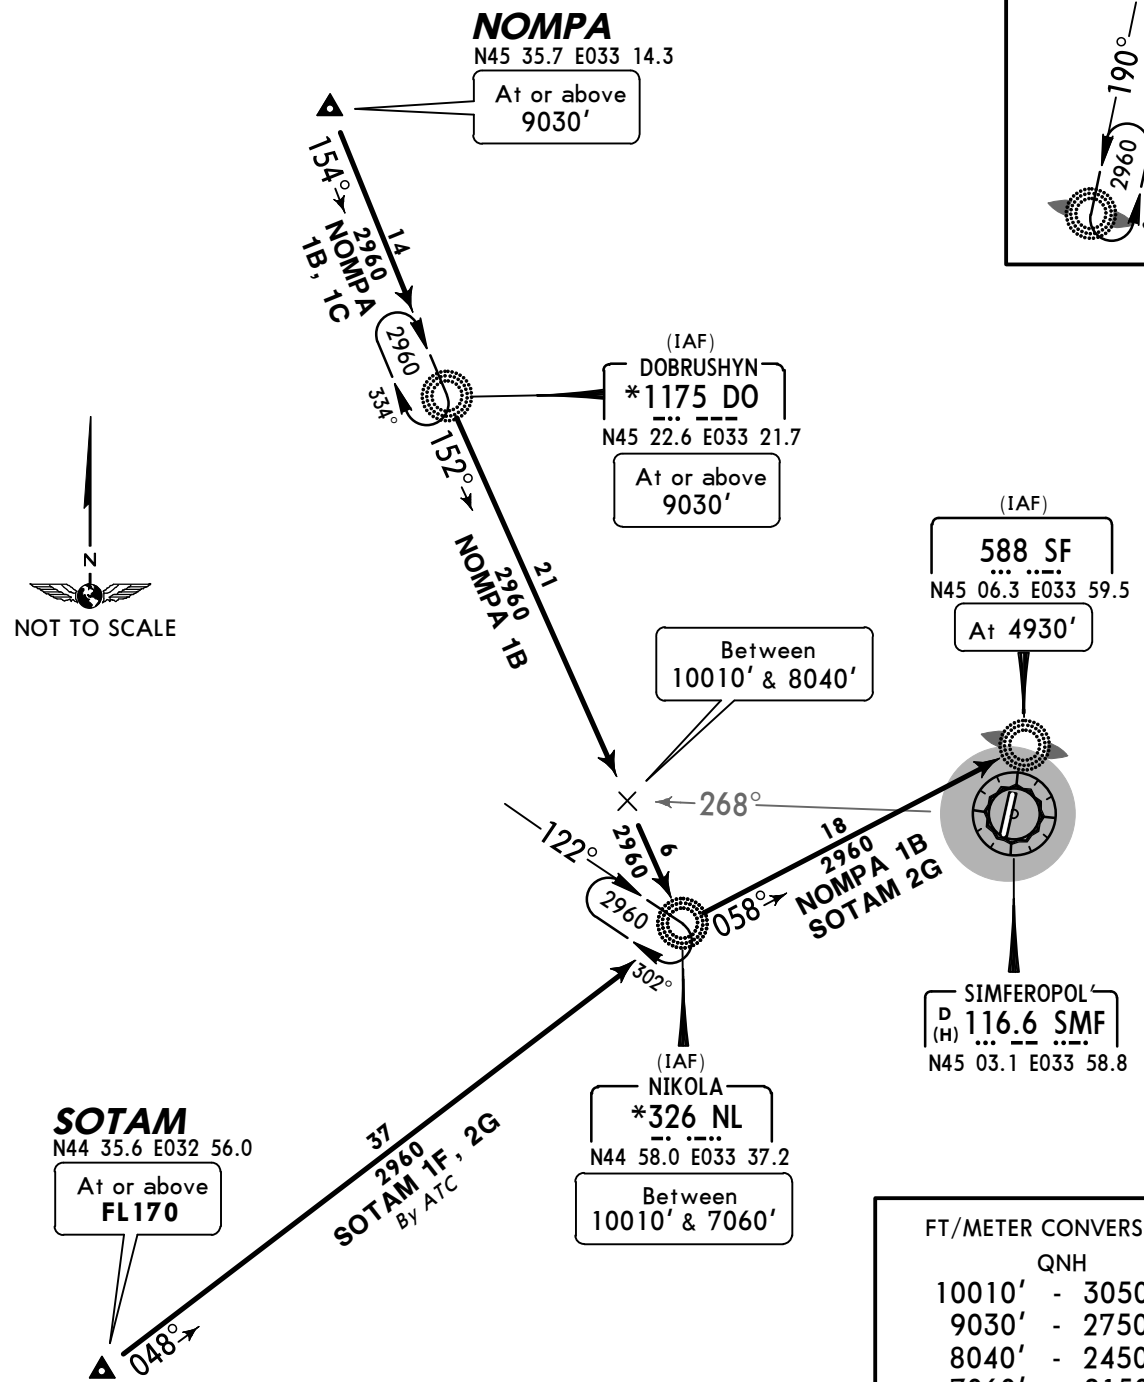 NOMPA
N45 35.7 E033 14.3
At or above
9030'
190°
2960
154°
14
2960
NOMPA
1B, 1C
2960
334°
(IAF)
DOBRUSHYN
*1175 DO
N45 22.6 E033 21.7
At or above
9030'
152°
21
2960
NOMPA 1B
N
NOT TO SCALE
(IAF)
588 SF
N45 06.3 E033 59.5
At 4930'
Between
10010' & 8040'
268°
6
2960
122°
2960
302°
18
2960
NOMPA 1B
SOTAM 2G
058°
SIMFEROPOL'
D
(H)
116.6 SMF
N45 03.1 E033 58.8
(IAF)
NIKOLA
*326 NL
N44 58.0 E033 37.2
Between
10010' & 7060'
SOTAM
N44 35.6 E032 56.0
At or above
FL170
37
2960
SOTAM 1F, 2G
By ATC
048°
FT/METER CONVERS
QNH
10010' - 3050
9030' - 2750
8040' - 2450